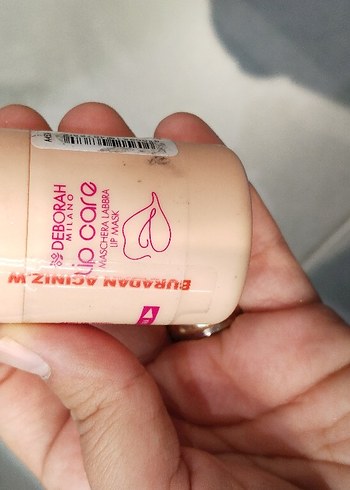 DEBORAH
MILANO
lip care
MASCHERA LABBRA
LIP MASK
BURADAN AÇINIZ.W